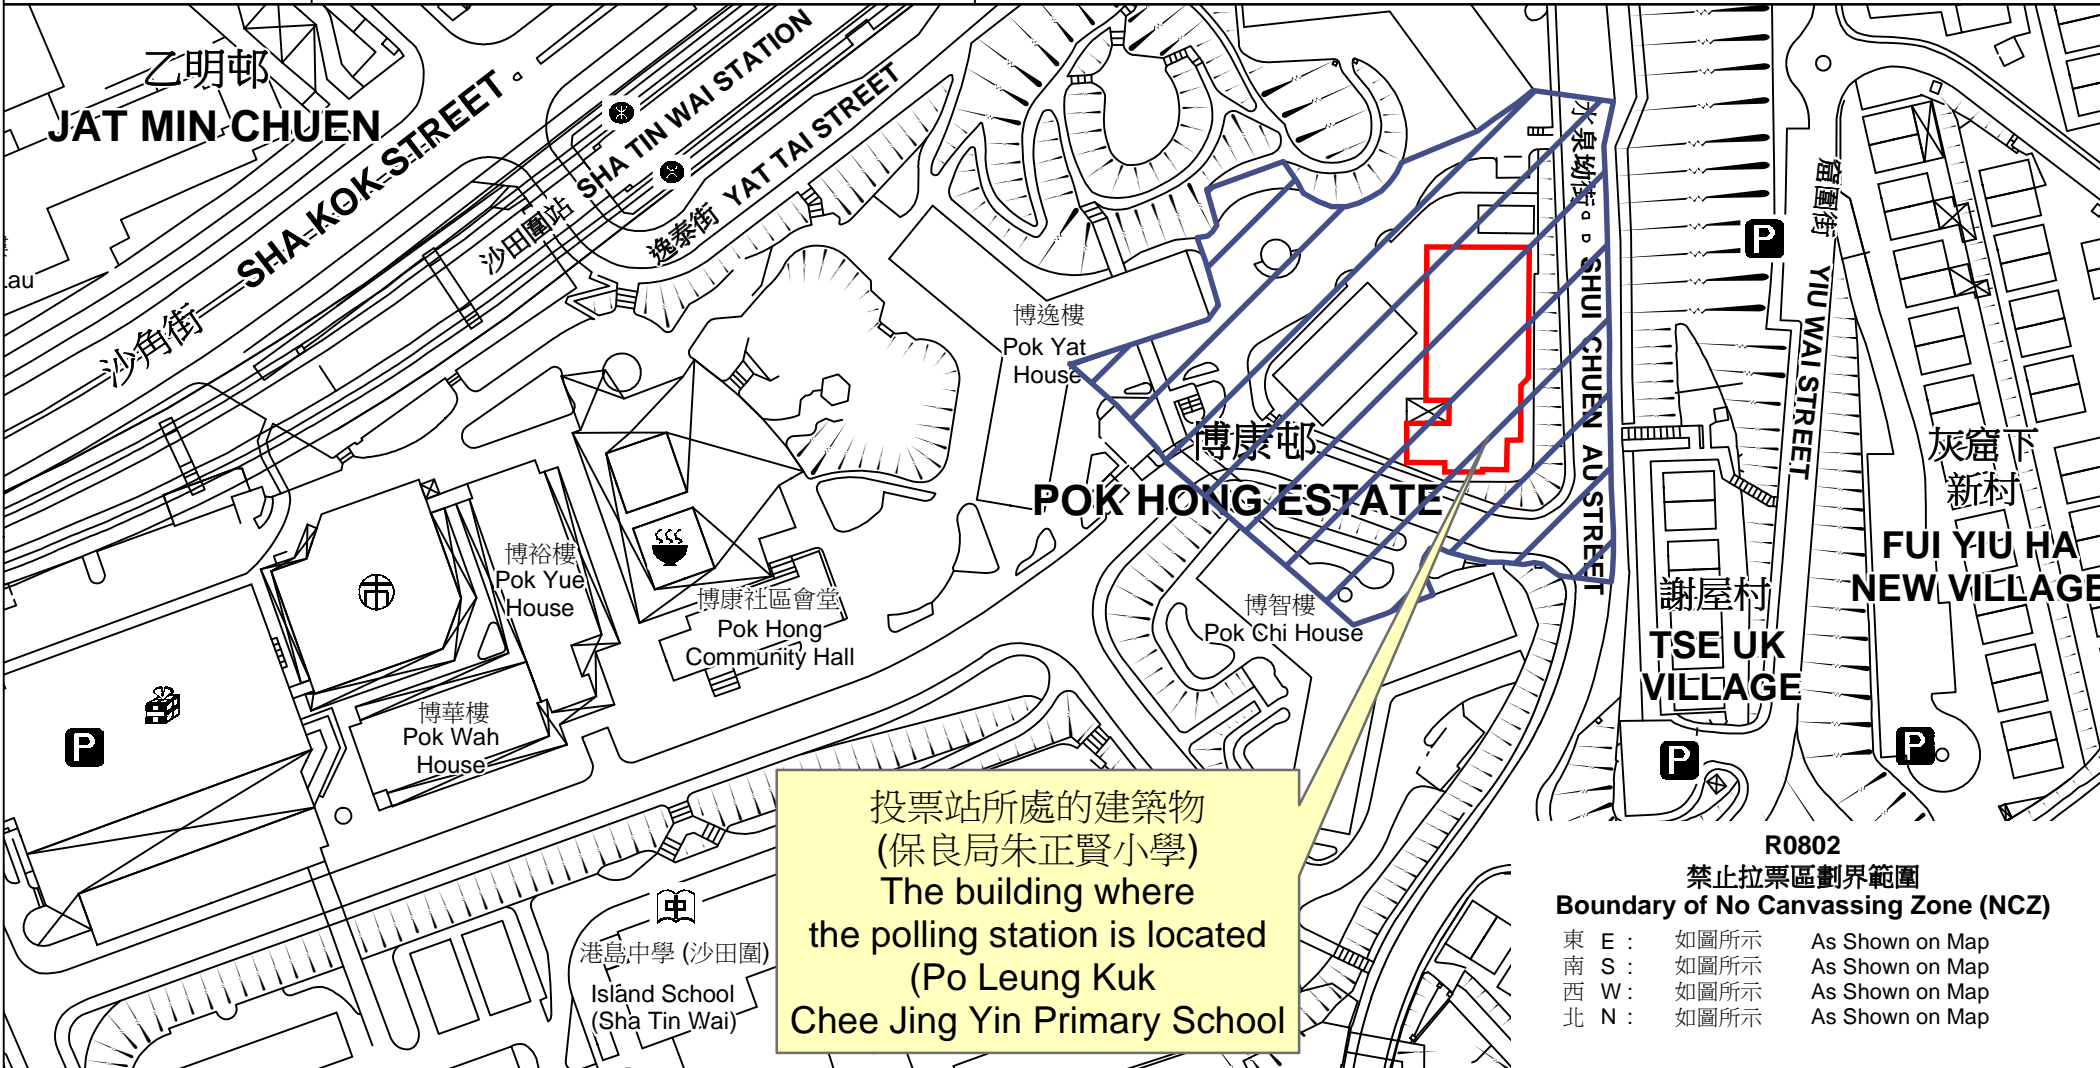 乙明邨
JAT MIN CHUEN
沙角街 SHA KOK STREET
沙田圍站 SHA TIN WAI STATION
逸泰街 YAT TAI STREET
au
水泉坳街 SHUI CHUEN AU STREET
窟圍街 YIU WAI STREET
P
博逸樓
Pok Yat
House
博康邨
POK HONG ESTATE
灰窰下
新村
FUI YIU HA
NEW VILLAGE
博裕樓
Pok Yue
House
市
博康社區會堂
Pok Hong
Community Hall
博智樓
Pok Chi House
謝屋村
TSE UK
VILLAGE
博華樓
Pok Wah
House
P
P
P
投票站所處的建築物
(保良局朱正賢小學)
The building where
the polling station is located
(Po Leung Kuk
Chee Jing Yin Primary School
中
港島中學 (沙田圍)
Island School
(Sha Tin Wai)
R0802
禁止拉票區劃界範圍
Boundary of No Canvassing Zone (NCZ)
東 E : 如圖所示 As Shown on Map
南 S : 如圖所示 As Shown on Map
西 W : 如圖所示 As Shown on Map
北 N : 如圖所示 As Shown on Map